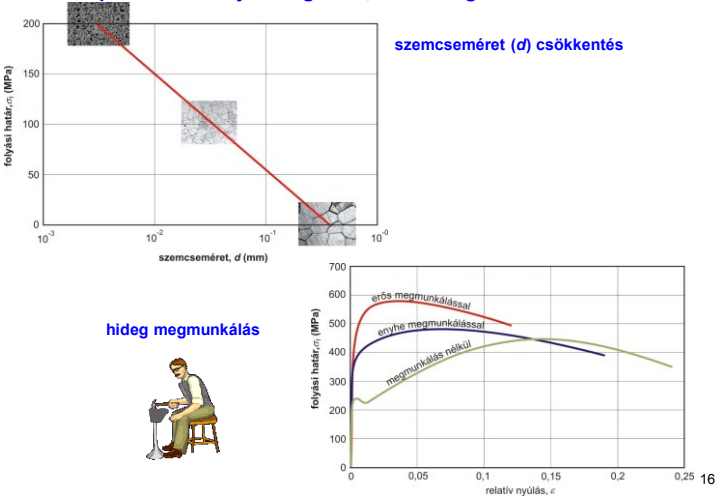 szemcseméret (d) csökkentés
200
150
100
50
0
folyási határ, σf (MPa)
10-3
10-2
10-1
10-0
szemcseméret, d (mm)
hideg megmunkálás
700
600
500
400
300
200
100
0
folyási határ,σf (MPa)
erős megmunkálással
enyhe megmunkálással
megmunkálás nélkül
0
0,05
0,1
0,15
0,2
0,25
relatív nyúlás, ε
16